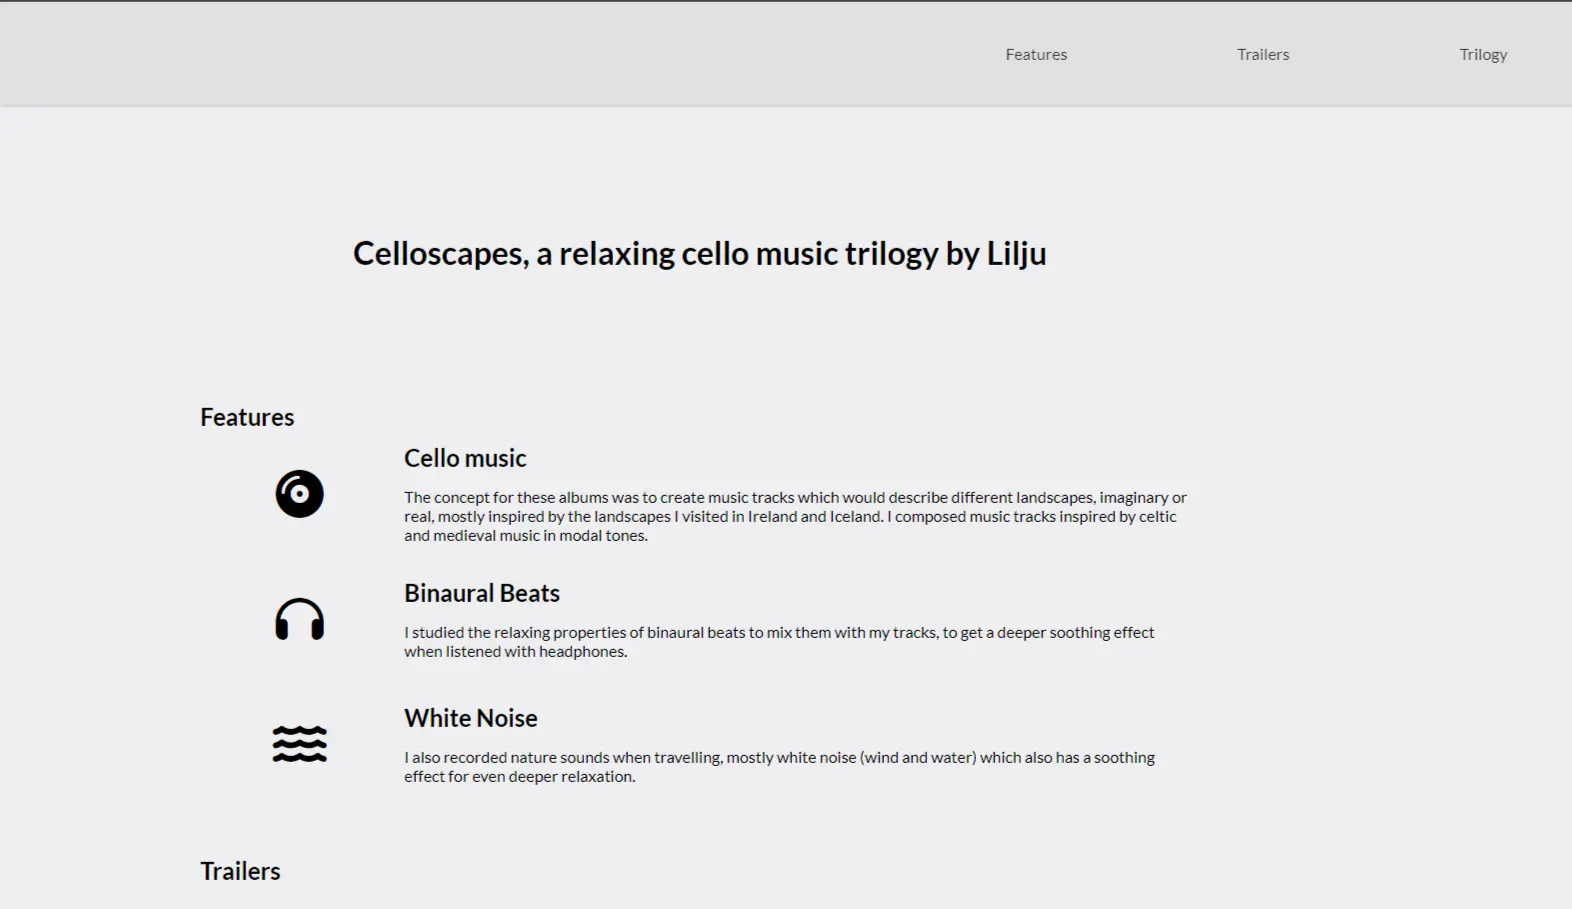 Features Trailers Trilogy
Celloscapes, a relaxing cello music trilogy by Lilju
Features
Cello music
The concept for these albums was to create music tracks which would describe different landscapes, imaginary or
real, mostly inspired by the landscapes I visited in Ireland and Iceland. I composed music tracks inspired by celtic
and medieval music in modal tones.
Binaural Beats
I studied the relaxing properties of binaural beats to mix them with my tracks, to get a deeper soothing effect
when listened with headphones.
White Noise
I also recorded nature sounds when travelling, mostly white noise (wind and water) which also has a soothing
effect for even deeper relaxation.
Trailers